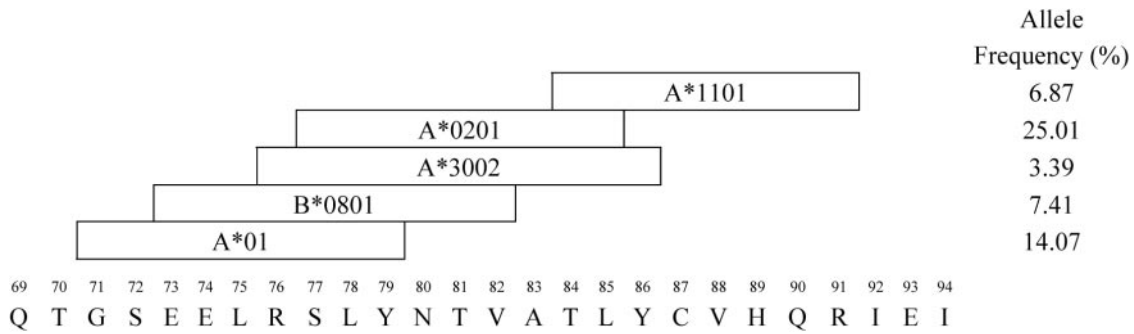 Allele
Frequency (%)
A*1101 6.87
A*0201 25.01
A*3002 3.39
B*0801 7.41
A*01 14.07
69 70 71 72 73 74 75 76 77 78 79 80 81 82 83 84 85 86 87 88 89 90 91 92 93 94
Q T G S E E L R S L Y N T V A T L Y C V H Q R I E I